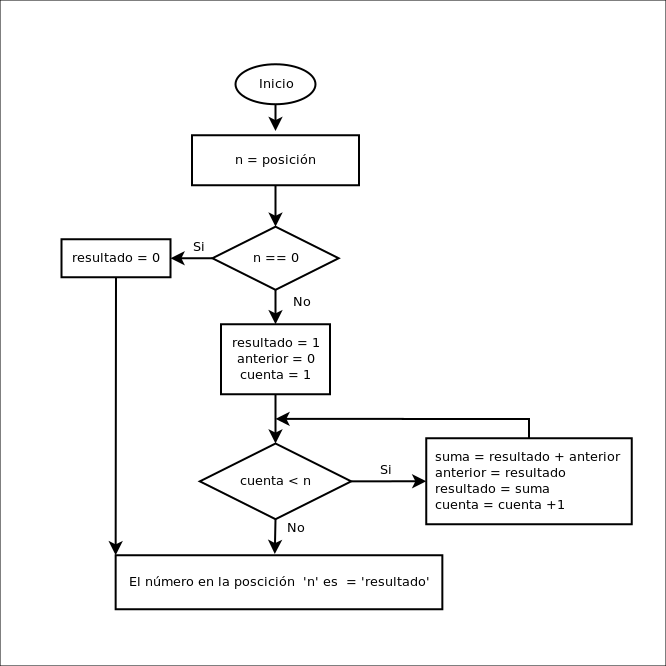 Inicio
n = posición
Si
resultado = 0
n == 0
No
resultado = 1
anterior = 0
cuenta = 1
cuenta < n
Si
suma = resultado + anterior
anterior = resultado
resultado = suma
cuenta = cuenta +1
No
El número en la poscición 'n' es = 'resultado'